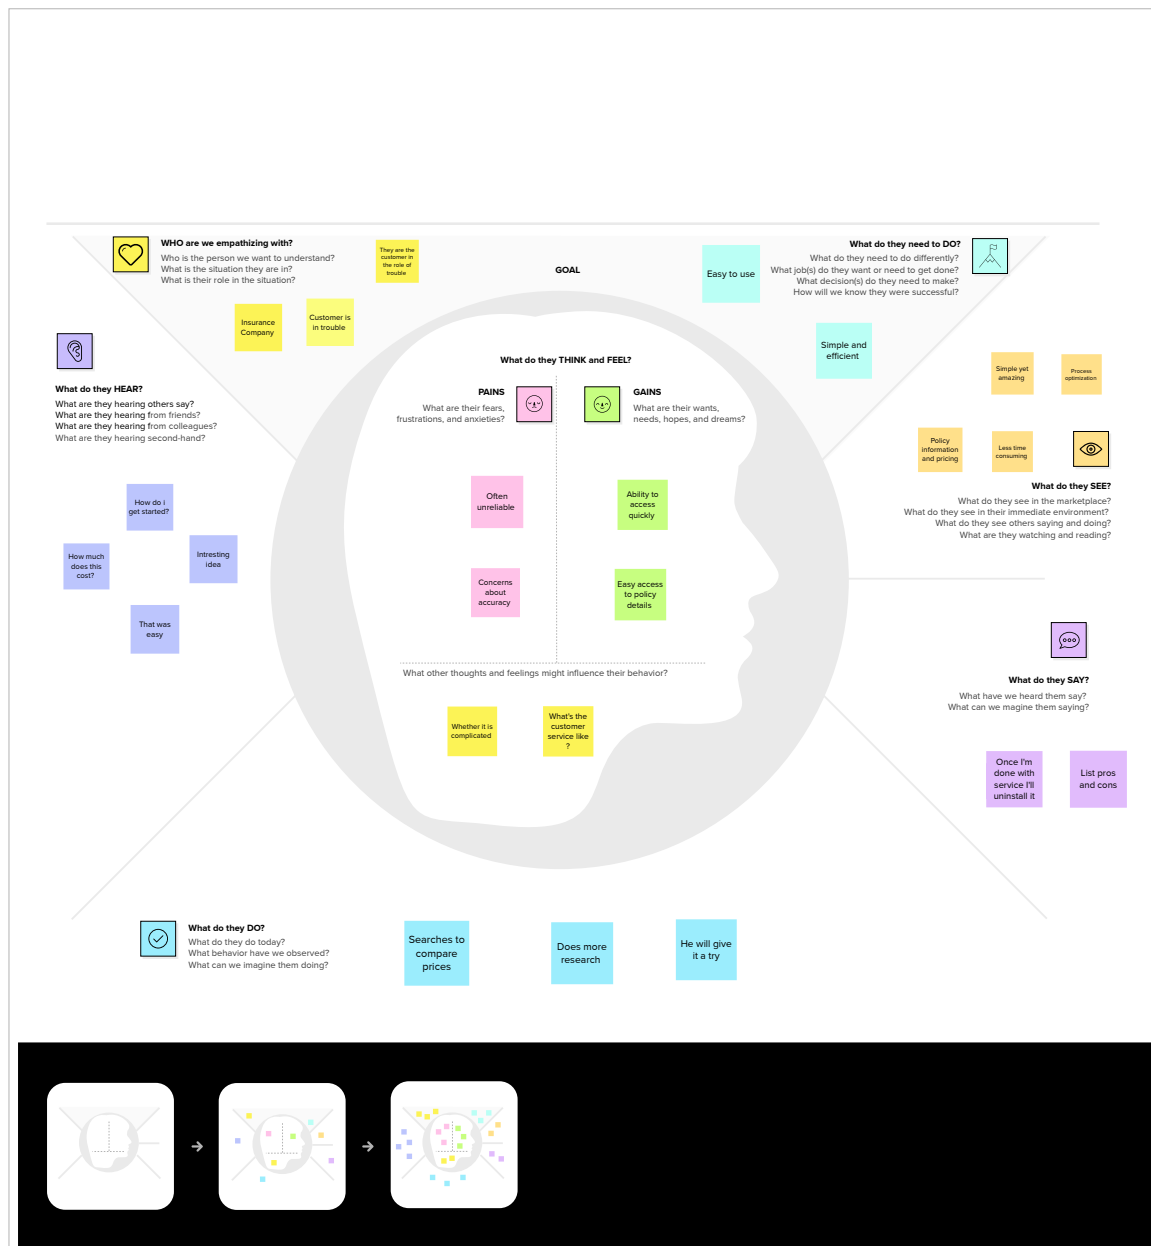 WHO are we empathizing with?
Who is the person we want to understand?
What is the situation they are in?
What is their role in the situation?
They are the
customer in
the role of
trouble
Insurance
Company
Customer is
in trouble
GOAL
Easy to use
What do they need to DO?
What do they need to do differently?
What job(s) do they want or need to get done?
What decision(s) do they need to make?
How will we know they were successful?
Simple and
efficient
What do they HEAR?
What are they hearing others say?
What are they hearing from friends?
What are they hearing from colleagues?
What are they hearing second-hand?
How do i
get started?
How much
does this
cost?
Intresting
idea
That was
easy
What do they THINK and FEEL?
PAINS
What are their fears,
frustrations, and anxieties?
GAINS
What are their wants,
needs, hopes, and dreams?
Often
unreliable
Ability to
access
quickly
Concerns
about
accuracy
Easy access
to policy
details
What other thoughts and feelings might influence their behavior?
Whether it is
complicated
What's the
customer
service like
?
Simple yet
amazing
Process
optimization
Policy
information
and pricing
Less time
consuming
What do they SEE?
What do they see in the marketplace?
What do they see in their immediate environment?
What do they see others saying and doing?
What are they watching and reading?
What do they SAY?
What have we heard them say?
What can we magine them saying?
Once I'm
done with
service I'll
uninstall it
List pros
and cons
What do they DO?
What do they do today?
What behavior have we observed?
What can we imagine them doing?
Searches to
compare
prices
Does more
research
He will give
it a try